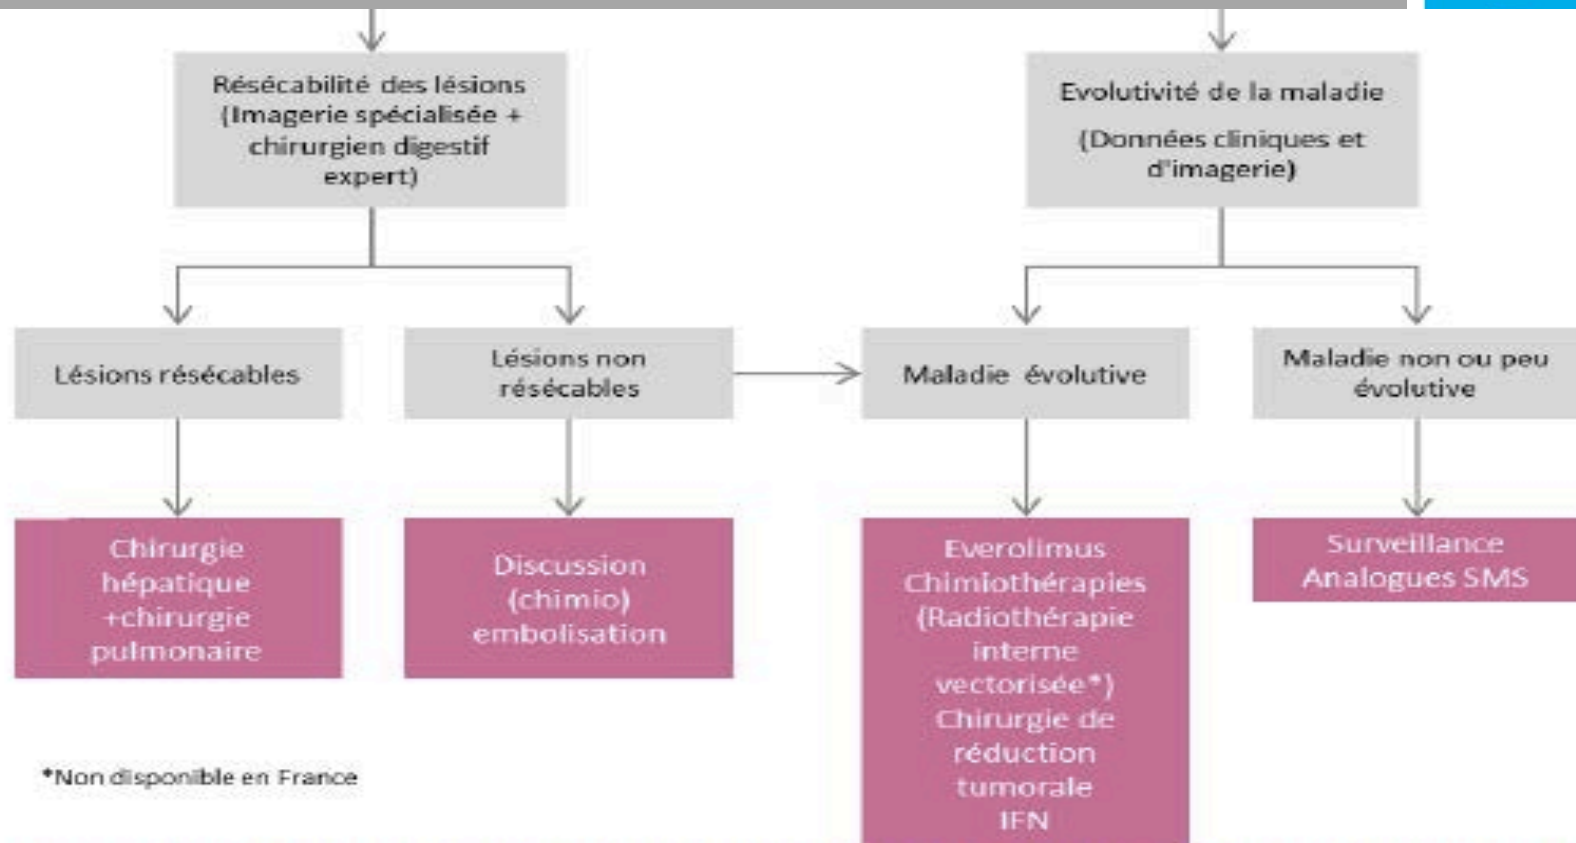 Résécabilité des lésions
(Imagerie spécialisée +
chirurgien digestif
expert)
Evolutivité de la maladie
(Données cliniques et
d'imagerie)
Lésions résécables
Lésions non
résécables
Maladie évolutive
Maladie non ou peu
évolutive
Chirurgie
hépatique
+chirurgie
pulmonaire
Discussion
(chimio)
embolisation
Everolimus
Chimiothérapies
(Radiothérapie
interne
vectorisée*)
Chirurgie de
réduction
tumorale
IFN
Surveillance
Analogues SMS
*Non disponible en France